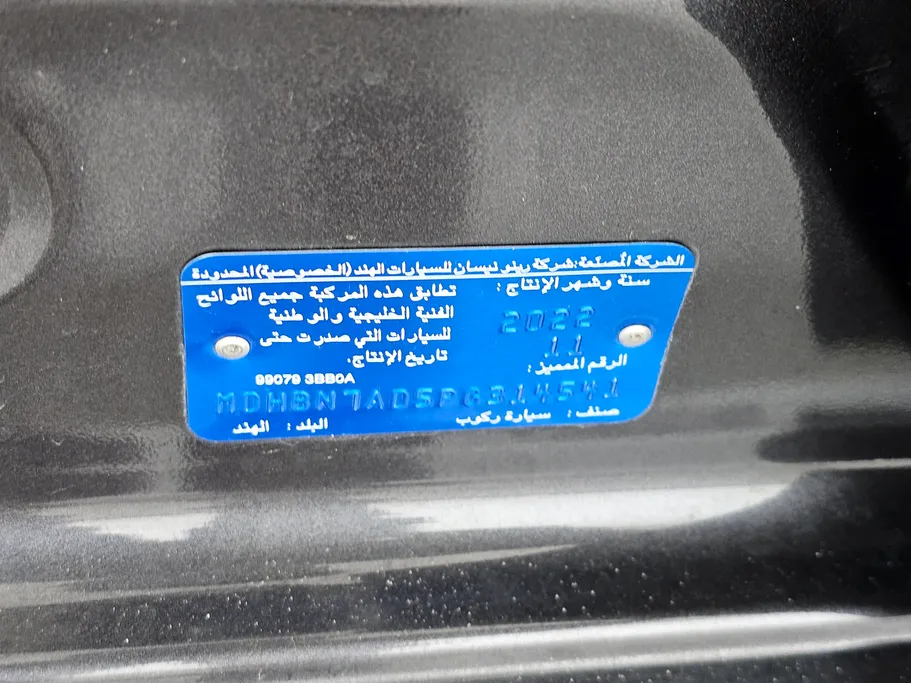 الشركة المصنعة :شركة رينو نيسان للسيارات الهند (الخصوصية) المحدودة
سنة وشهر الإنتاج :
2022
11
تطابق هذه المركبة جميع اللوائح
الفنية الخليجية والوطنية
للسيارات التي صدرت حتى
تاريخ الإنتاج.
الرقم المميز :
99079 3BB0A
MDHBN7AD5PG314541
صنف : سيارة ركوب
البلد : الهند